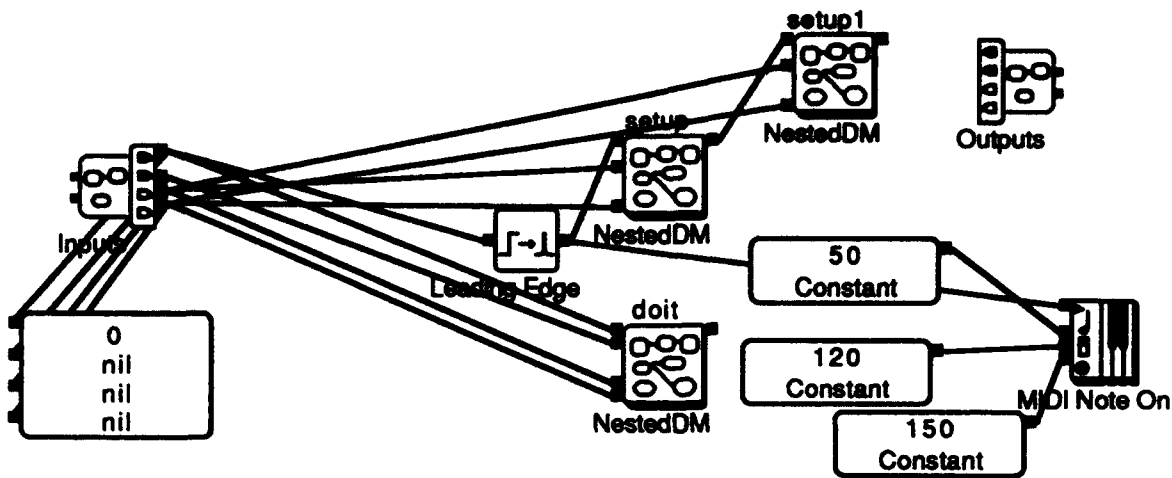 setup1
NestedDM
Outputs
setup
NestedDM
Inputs
Leading Edge
50
Constant
doit
NestedDM
0
nil
nil
nil
120
Constant
MIDI Note On
150
Constant